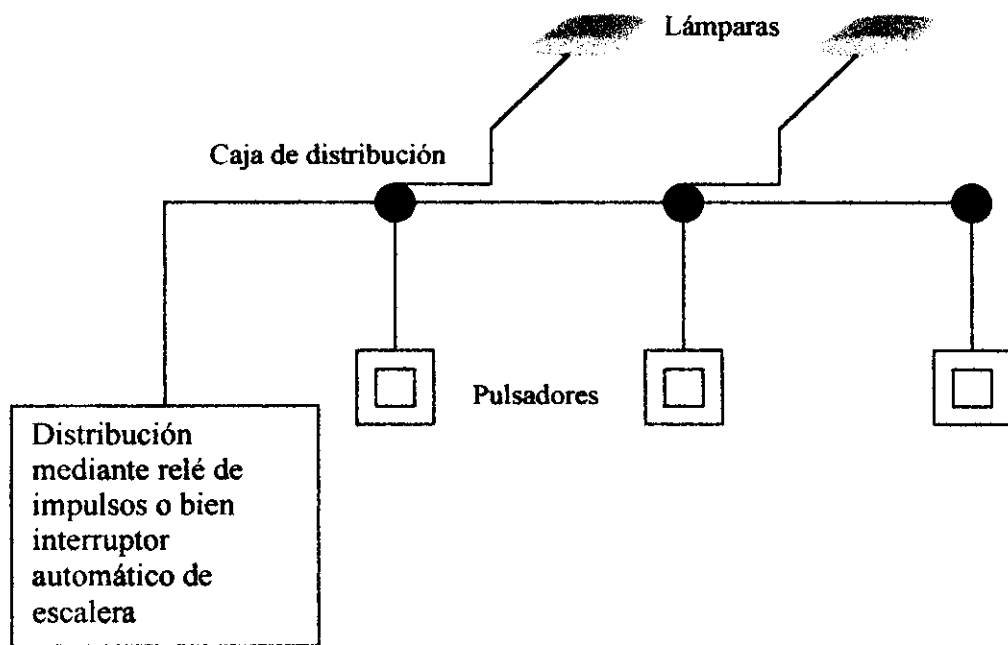 Lámparas
Caja de distribución
Pulsadores
Distribución
mediante relé de
impulsos o bien
interruptor
automático de
escalera